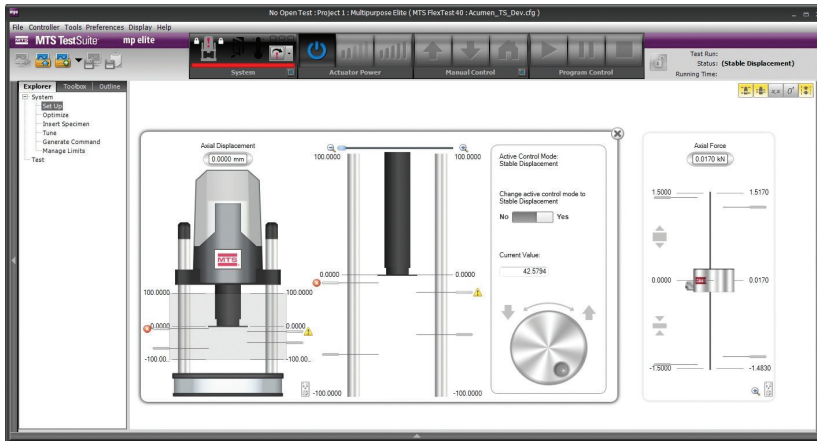 No Open Test : Project 1 : Multipurpose Elite ( MTS FlexTest 40 : Acumen_TS_Dev.cfg )
File Controller Tools Preferences Display Help
MTS TestSuite mp elite
System
Actuator Power
Manual Control
Program Control
Test Run:
Status: (Stable Displacement)
Running Time:
Explorer Toolbox Outline
System
Set Up
Optimize
Insert Specimen
Tune
Generate Command
Manage Limits
Test
Axial Displacement
0.0000 mm
MTS
100.0000 100.0000
0.0000 0.0000
-100.00.. -100.00..
100.0000 100.0000
0.0000 0.0000
-100.0000 -100.0000
Active Control Mode:
Stable Displacement
Change active control mode to
Stable Displacement
No Yes
Current Value:
42.5794
Axial Force
0.0170 kN
1.5000 1.5170
0.0000 0.0170
-1.5000 -1.4830